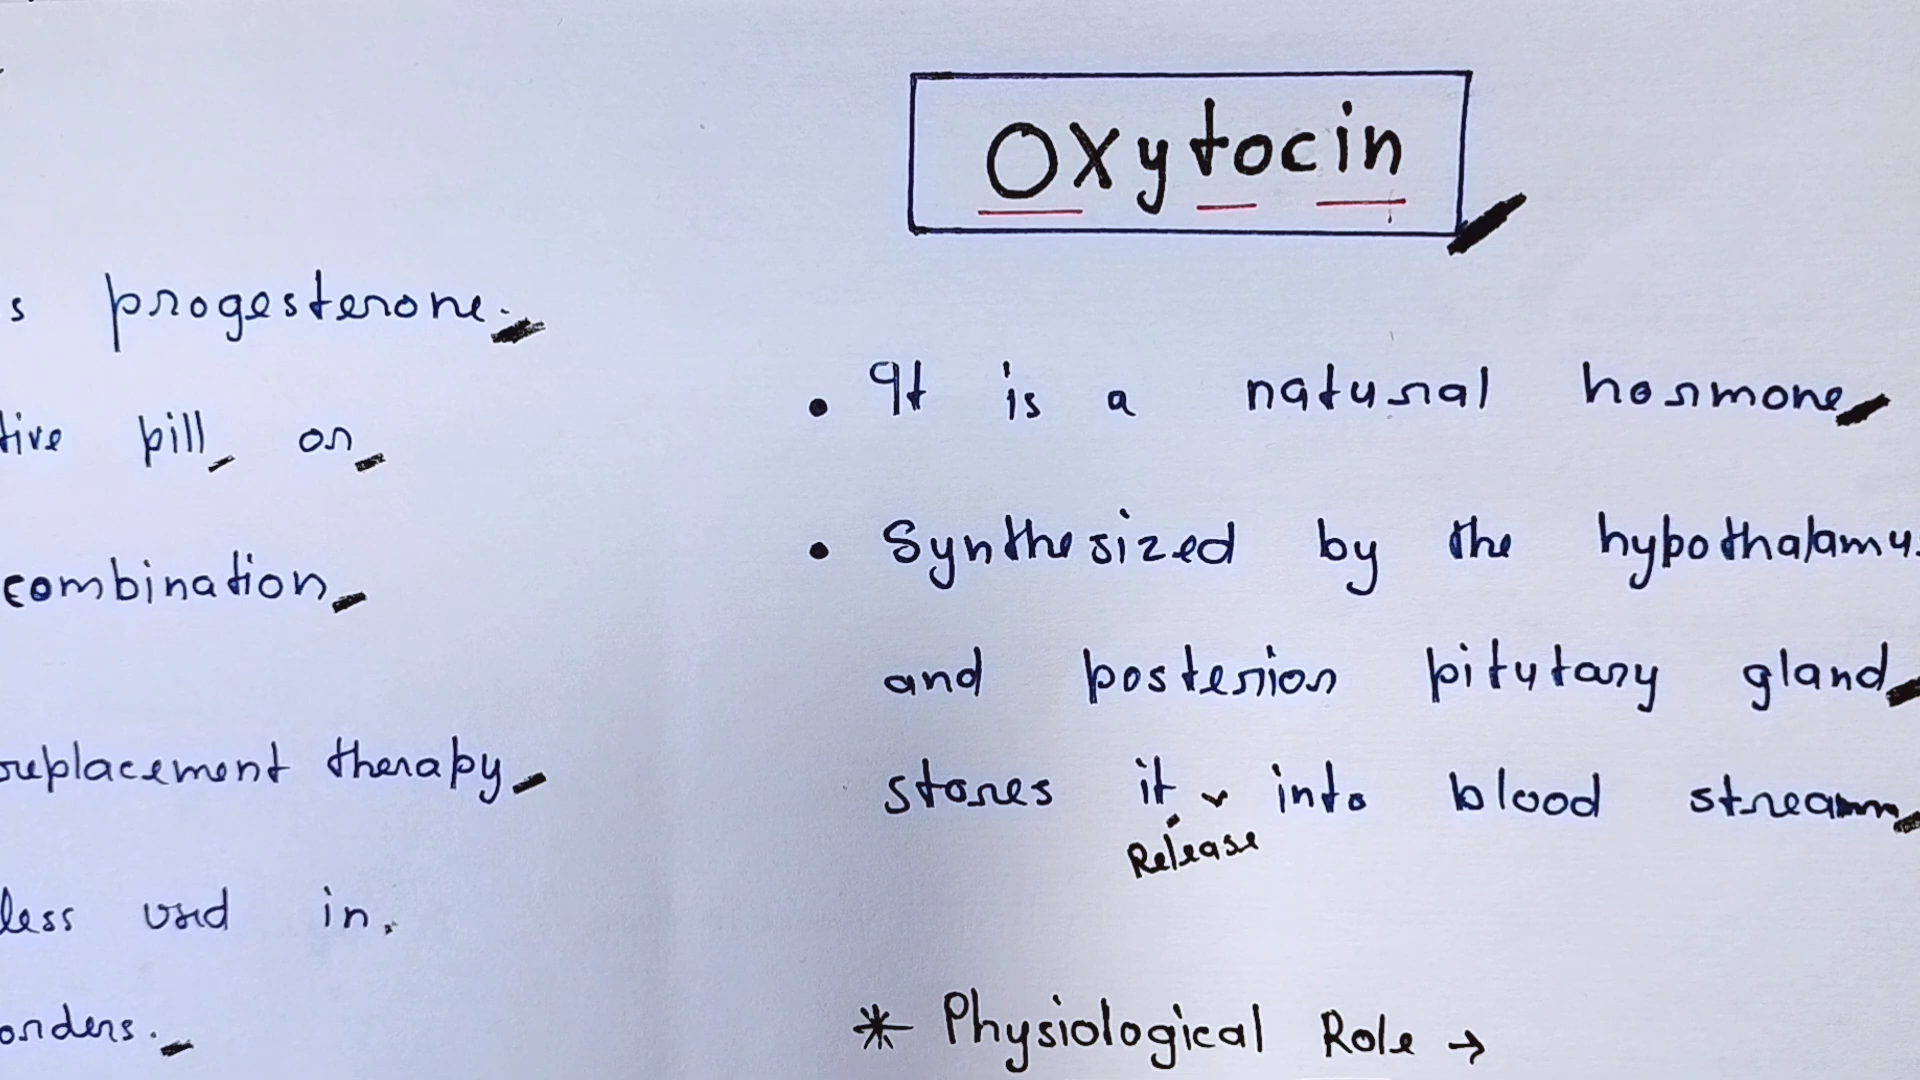 s progesterone.
tive pill or
combination
replacement therapy
less used in.
orders.
Oxytocin
• It is a natural hormone
• Synthesized by the hypothalamus
and posterior pitutary gland
stores it ˅ into blood stream
Release
* Physiological Role →